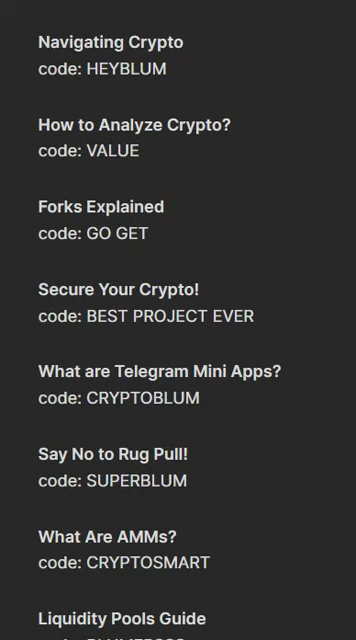 Navigating Crypto
code: HEYBLUM
How to Analyze Crypto?
code: VALUE
Forks Explained
code: GO GET
Secure Your Crypto!
code: BEST PROJECT EVER
What are Telegram Mini Apps?
code: CRYPTOBLUM
Say No to Rug Pull!
code: SUPERBLUM
What Are AMMs?
code: CRYPTOSMART
Liquidity Pools Guide